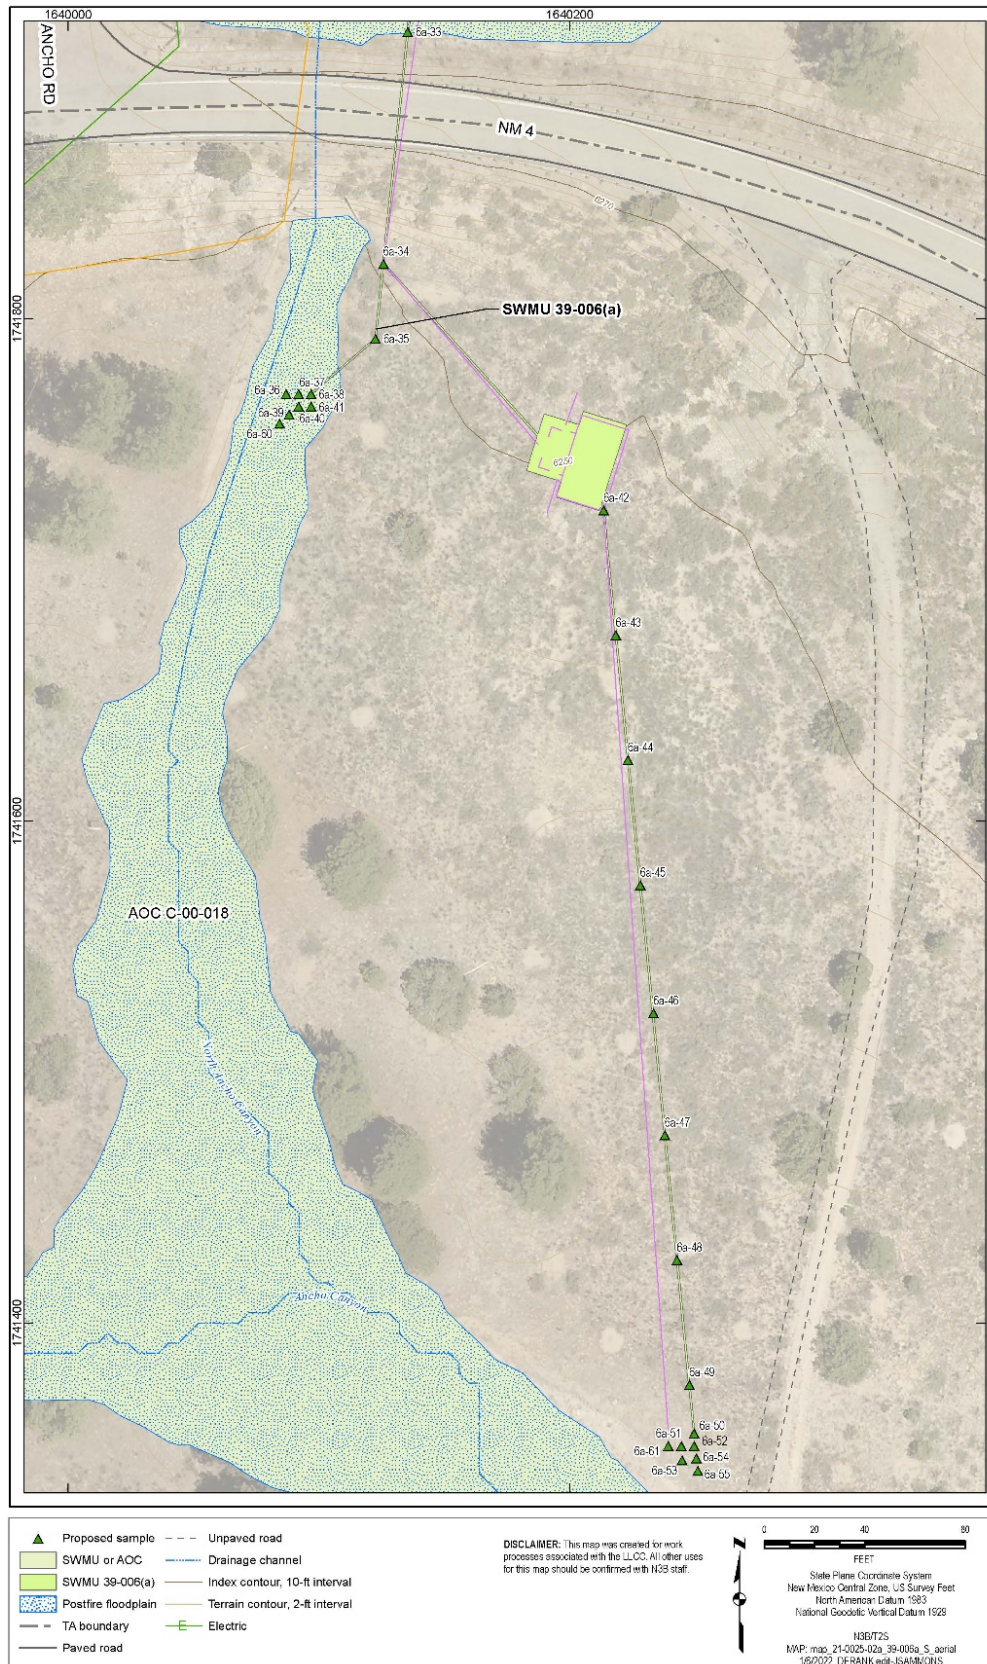 1640000
1640200
ANCHO RD
6a-33
NM 4
6270
6a-34
1741800
SWMU 39-006(a)
6a-35
6a-36
6a-37
6a-38
6a-39
6a-41
6a-40
6a-60
6250
6a-42
6a-43
6a-44
1741600
6a-45
AOC C-00-018
6a-46
North Ancho Canyon
6a-47
6a-48
Ancho Canyon
1741400
6a-49
6a-50
6a-51
6a-52
6a-61
6a-54
6a-53
6a-55
Proposed sample
SWMU or AOC
SWMU 39-006(a)
Postfire floodplain
TA boundary
Paved road
Unpaved road
Drainage channel
Index contour, 10-ft interval
Terrain contour, 2-ft interval
E Electric
DISCLAIMER: This map was created for work
processes associated with the LLCC. All other uses
for this map should be confirmed with N3B staff.
N
0 20 40 80
FEET
State Plane Coordinate System
New Mexico Central Zone, US Survey Feet
North American Datum 1983
National Geodetic Vertical Datum 1929
N3B/T2S
MAP: map_21-0025-02a_39-006a_S_aerial
1/6/2022 DFRANK edit-JSAMMONS